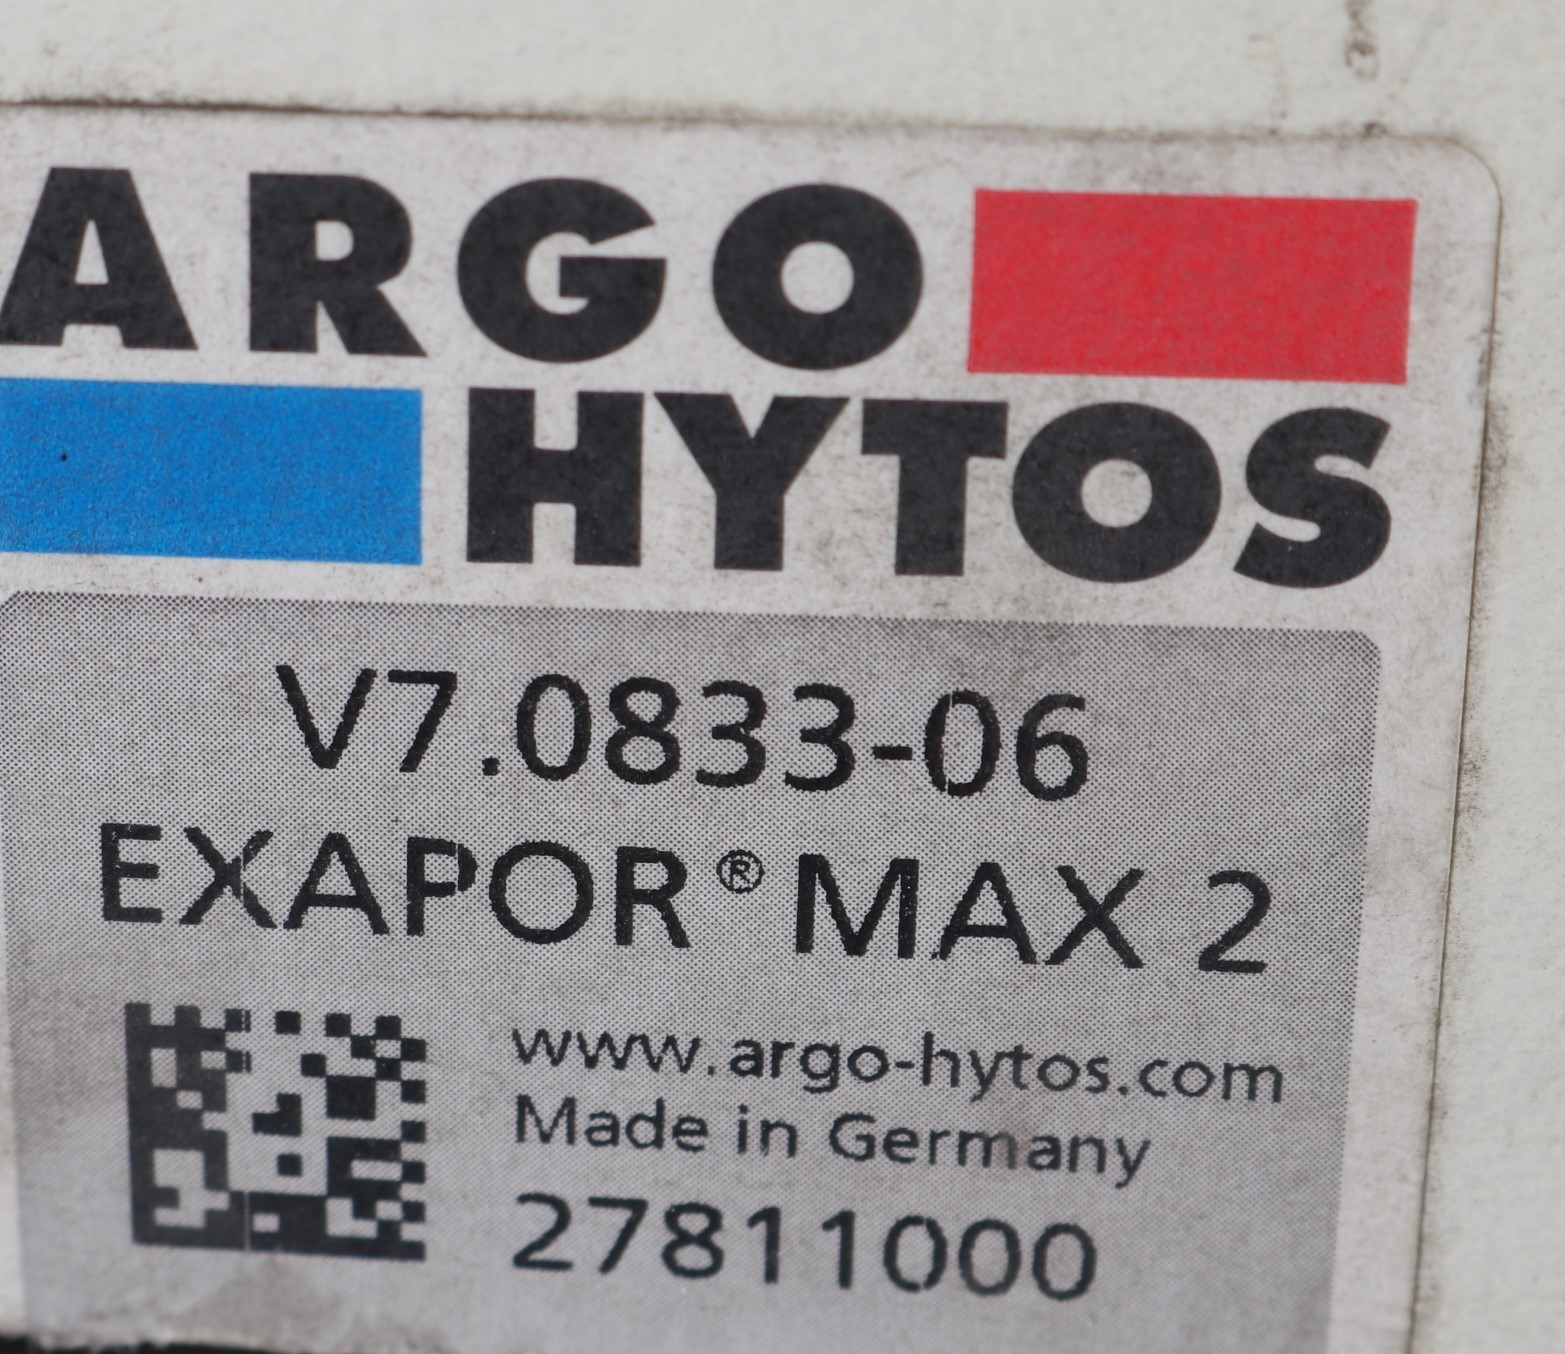 ARGO
HYTOS
V7.0833-06
EXAPOR® MAX 2
www.argo-hytos.com
Made in Germany
27811000